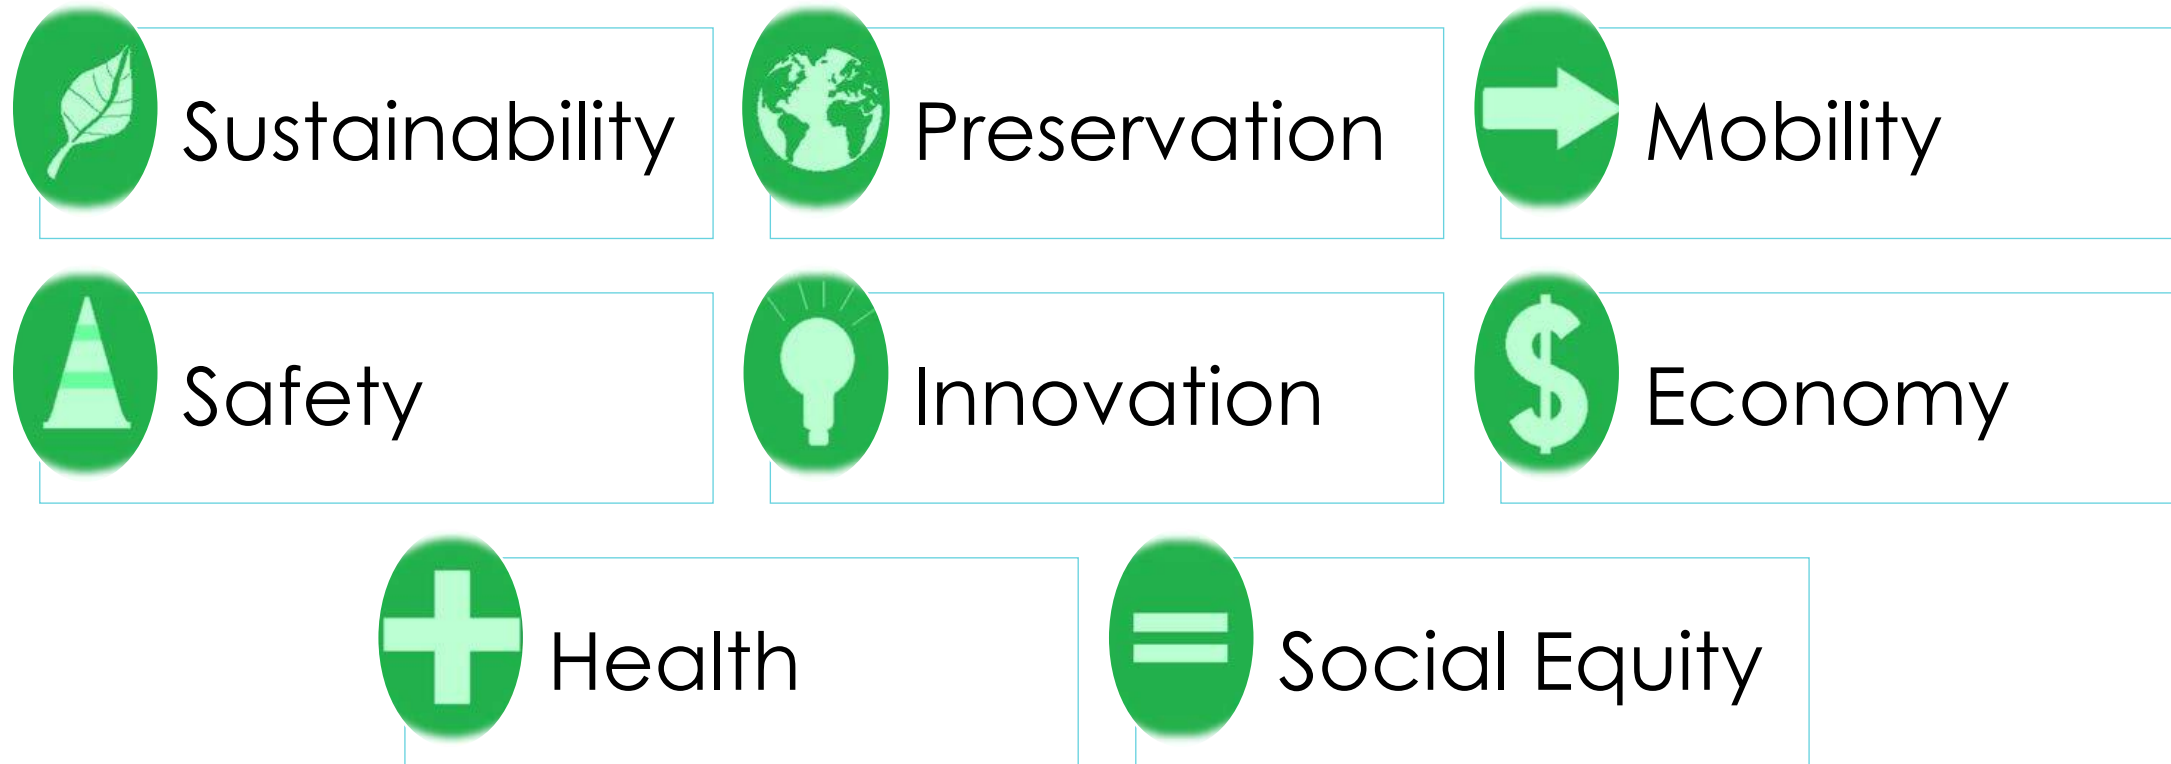 Sustainability
Preservation
Mobility
Safety
Innovation
$
Economy
Health
Social Equity